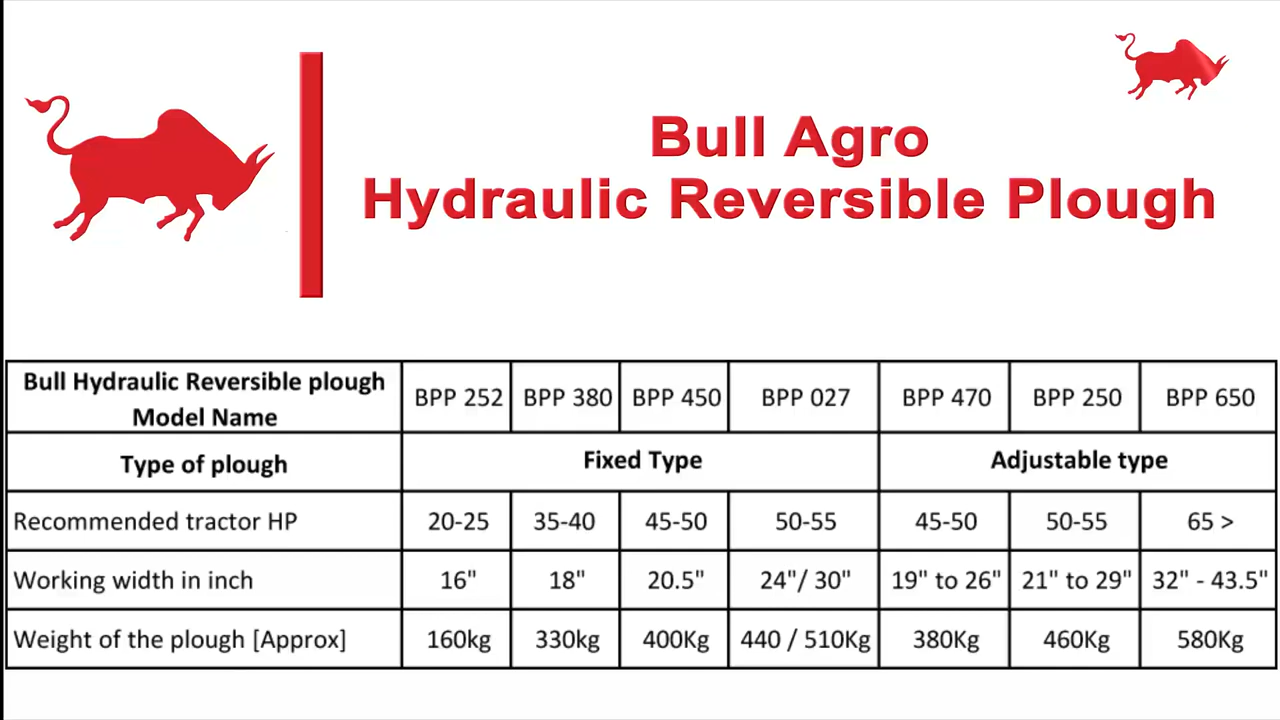 Bull Agro
Hydraulic Reversible Plough
Bull Hydraulic Reversible plough Model Name BPP 252 BPP 380 BPP 450 BPP 027 BPP 470 BPP 250 BPP 650
Type of plough Fixed Type Adjustable type
Recommended tractor HP 20-25 35-40 45-50 50-55 45-50 50-55 65 >
Working width in inch 16" 18" 20.5" 24"/ 30" 19" to 26" 21" to 29" 32" - 43.5"
Weight of the plough [Approx] 160kg 330kg 400Kg 440 / 510Kg 380Kg 460Kg 580Kg